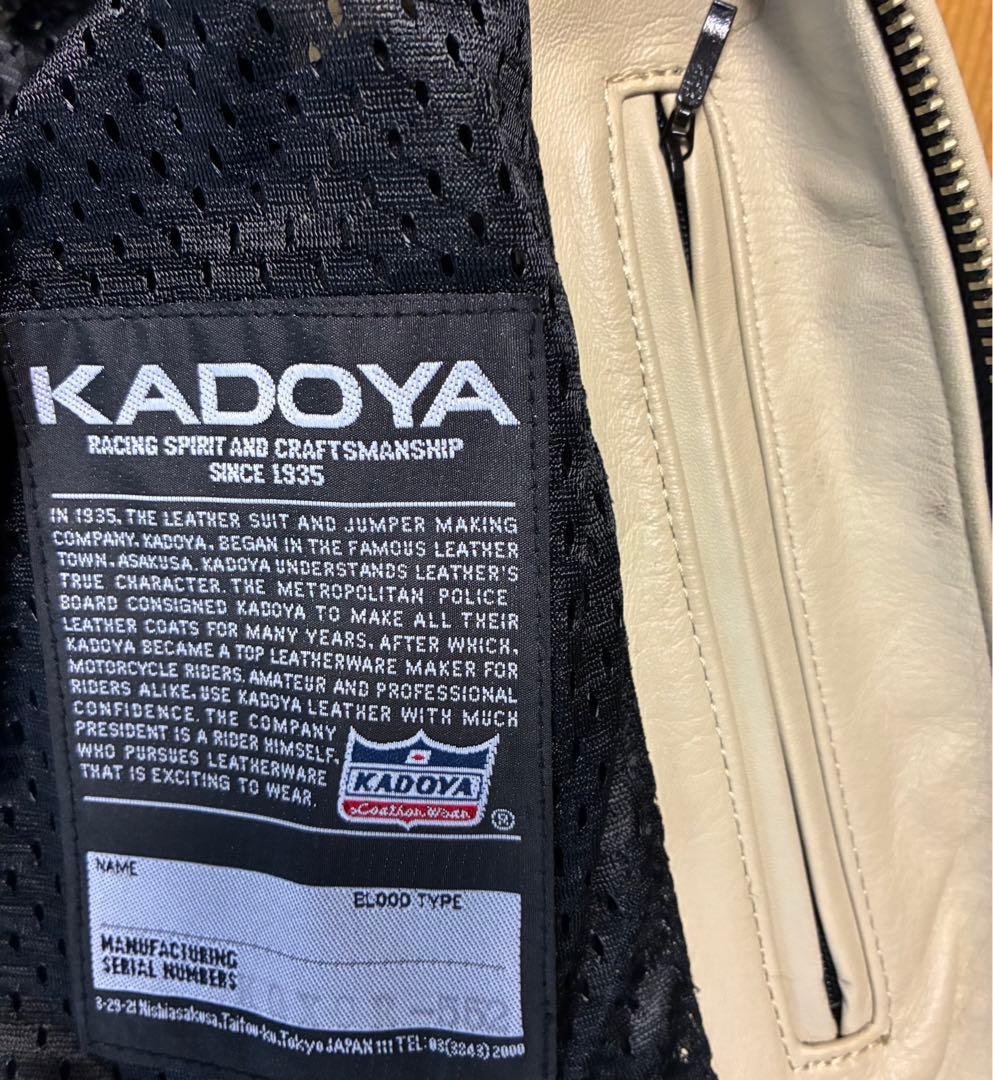 KADOYA
RACING SPIRIT AND CRAFTSMANSHIP
SINCE 1935
IN 1935, THE LEATHER SUIT AND JUMPER MAKING
COMPANY, KADOYA, BEGAN IN THE FAMOUS LEATHER
TOWN, ASAKUSA. KADOYA UNDERSTANDS LEATHER'S
TRUE CHARACTER. THE METROPOLITAN POLICE
BOARD CONSIGNED KADOYA TO MAKE ALL THEIR
LEATHER COATS FOR MANY YEARS. AFTER WHICH,
KADOYA BECAME A TOP LEATHERWARE MAKER FOR
MOTORCYCLE RIDERS. AMATEUR AND PROFESSIONAL
RIDERS ALIKE, USE KADOYA LEATHER WITH MUCH
CONFIDENCE. THE COMPANY
PRESIDENT IS A RIDER HIMSELF,
WHO PURSUES LEATHERWARE
THAT IS EXCITING TO WEAR.
KADOYA
Leather Wear
®
NAME
BLOOD TYPE
MANUFACTURING
SERIAL NUMBERS
3-29-21 Nishiasakusa, Taitou-ku, Tokyo JAPAN 111 TEL: 03(3843) 2000